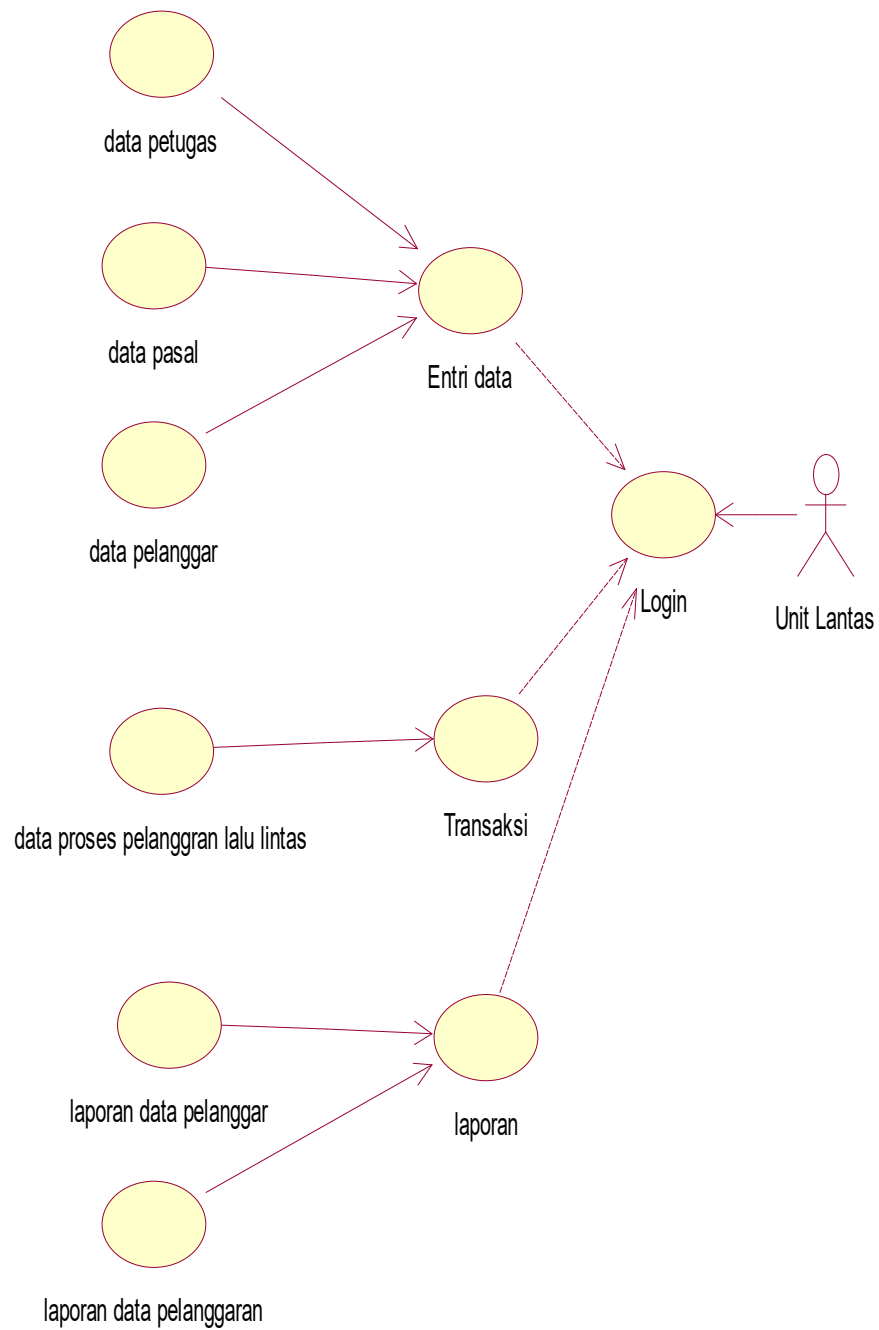 data petugas
data pasal
Entri data
data pelanggar
Login
Unit Lantas
data proses pelanggran lalu lintas
Transaksi
laporan data pelanggar
laporan
laporan data pelanggaran